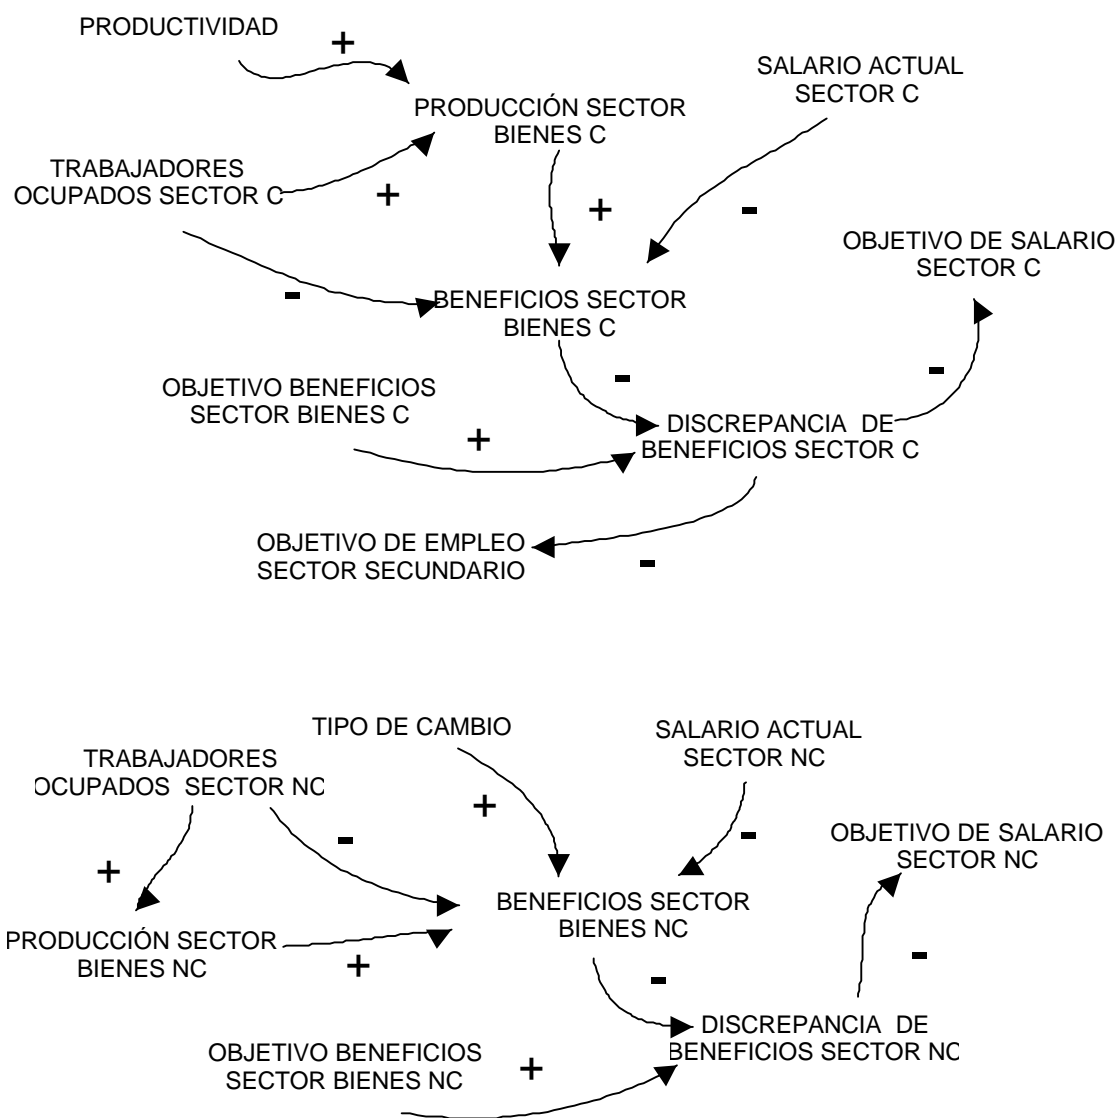 PRODUCTIVIDAD
+
SALARIO ACTUAL
SECTOR C
PRODUCCIÓN SECTOR
BIENES C
TRABAJADORES
OCUPADOS SECTOR C
+
+
-
OBJETIVO DE SALARIO
SECTOR C
-
BENEFICIOS SECTOR
BIENES C
-
-
OBJETIVO BENEFICIOS
SECTOR BIENES C
+
DISCREPANCIA DE
BENEFICIOS SECTOR C
OBJETIVO DE EMPLEO
SECTOR SECUNDARIO
-
TIPO DE CAMBIO
SALARIO ACTUAL
SECTOR NC
TRABAJADORES
OCUPADOS SECTOR NC
+
-
-
OBJETIVO DE SALARIO
SECTOR NC
+
BENEFICIOS SECTOR
BIENES NC
PRODUCCIÓN SECTOR
BIENES NC
+
-
-
DISCREPANCIA DE
BENEFICIOS SECTOR NC
OBJETIVO BENEFICIOS
SECTOR BIENES NC
+